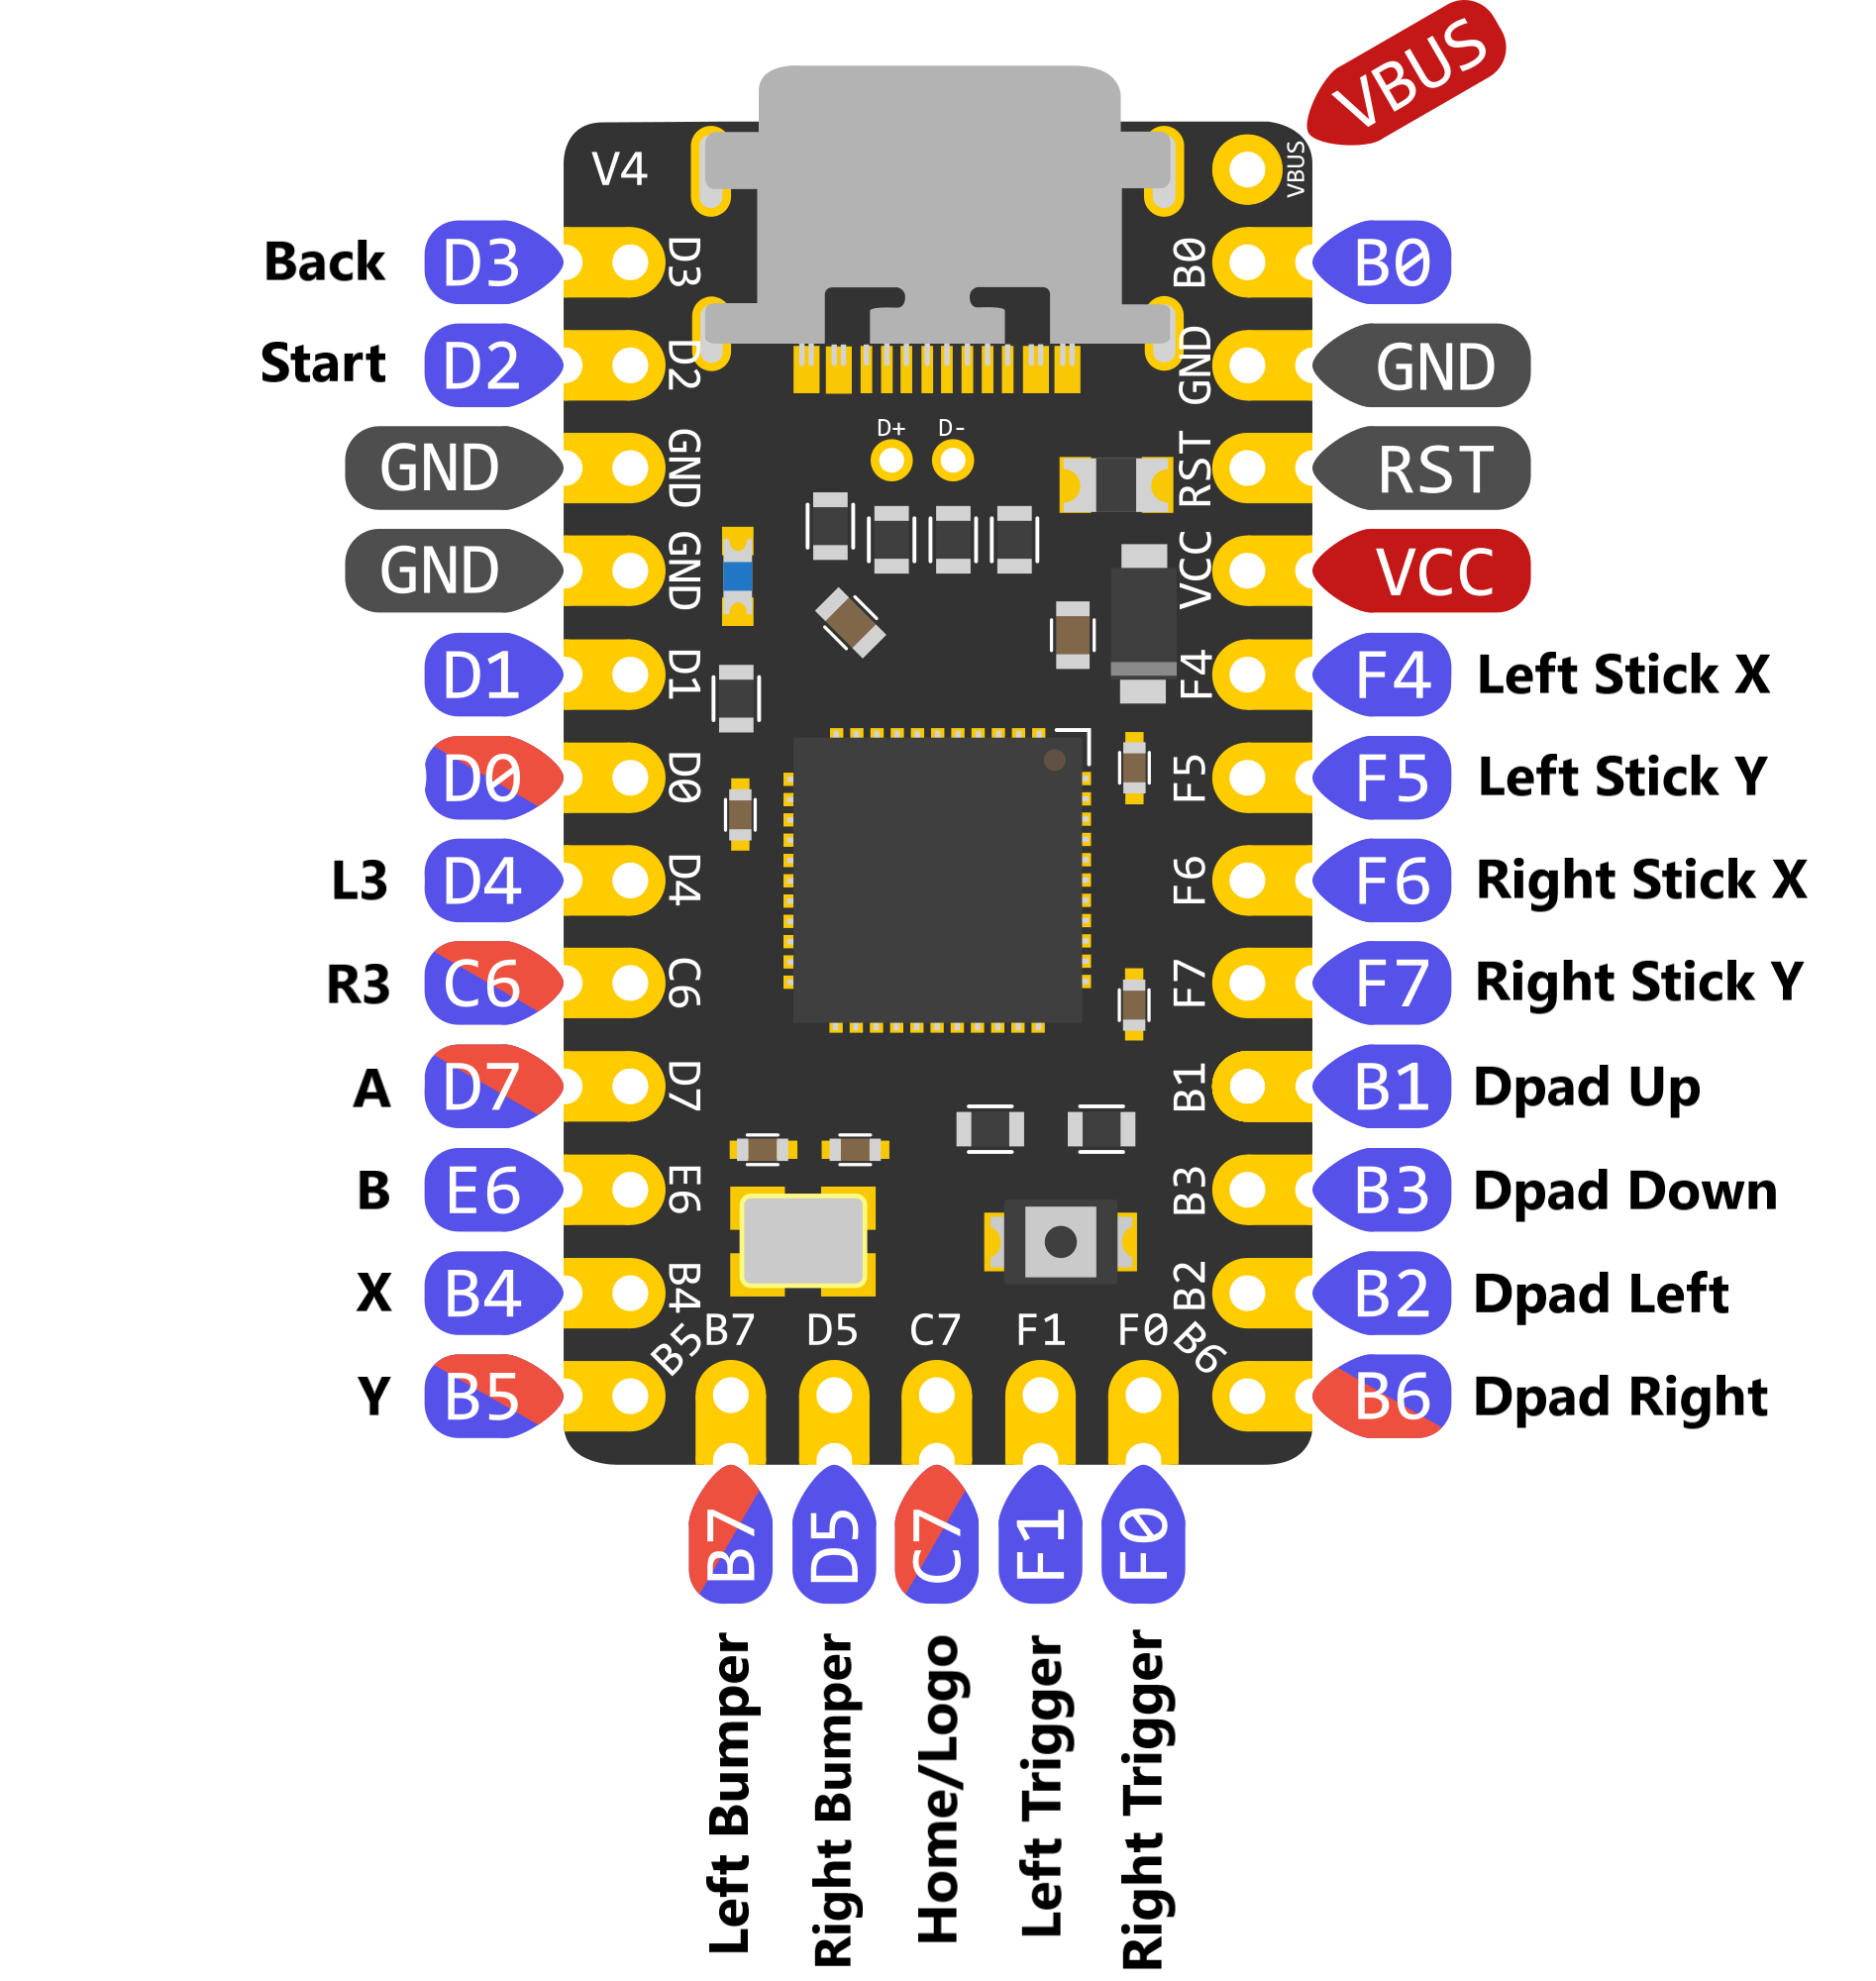 VBUS
V4
VBUS
Back D3 D3 B0 B0
Start D2 D2 GND GND
D+ D-
GND GND RST RST
GND GND VCC VCC
D1 D1 F4 F4 Left Stick X
D0 D0 F5 F5 Left Stick Y
L3 D4 D4 F6 F6 Right Stick X
R3 C6 C6 F7 F7 Right Stick Y
A D7 D7 B1 B1 Dpad Up
B E6 E6 B3 B3 Dpad Down
X B4 B4 B2 B2 Dpad Left
B5 B7 D5 C7 F1 F0 B6
Y B5 B6 Dpad Right
B7 D5 C7 F1 F0
Left Bumper
Right Bumper
Home/Logo
Left Trigger
Right Trigger